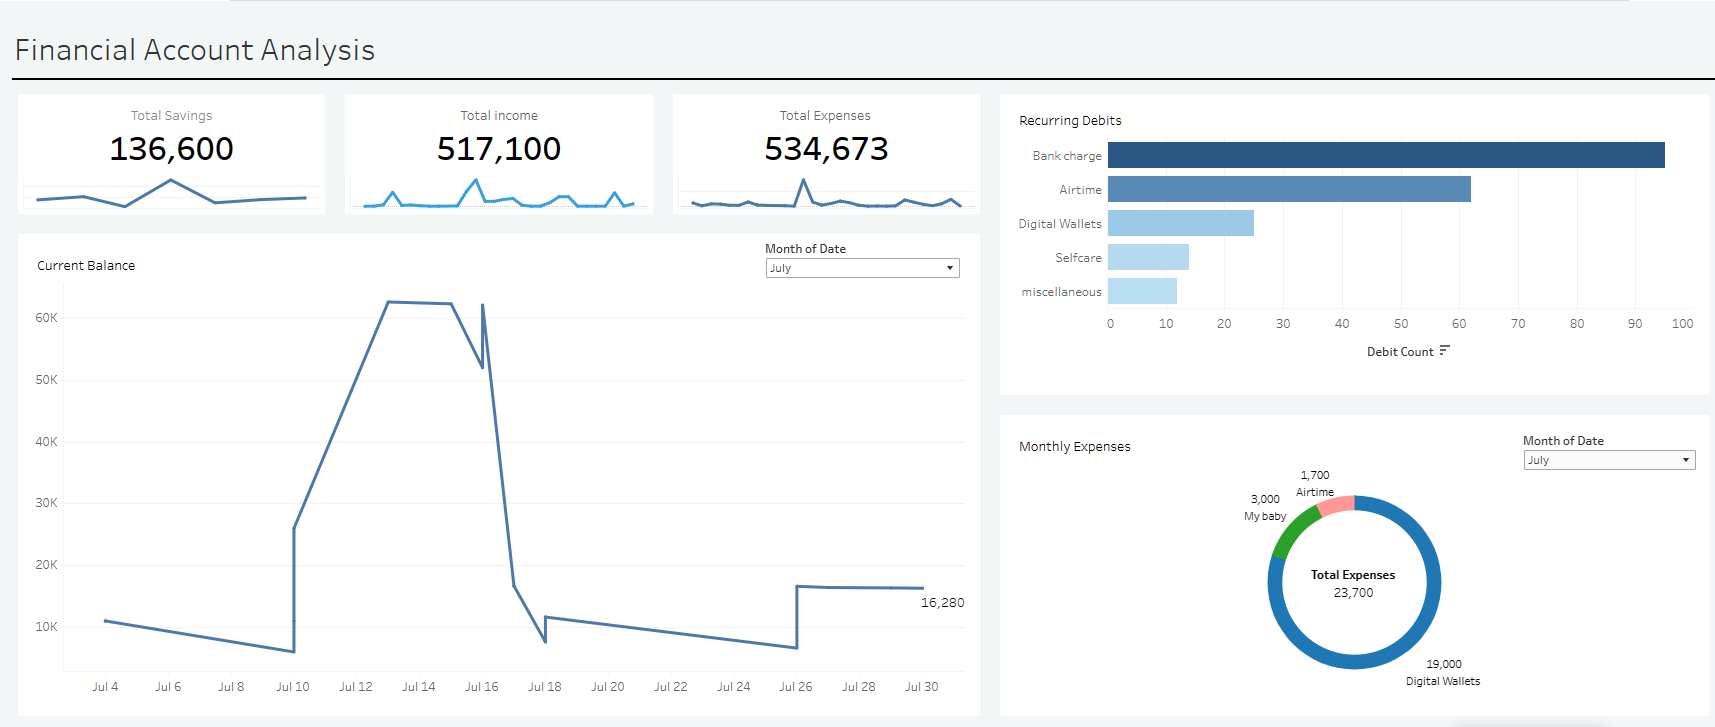 Financial Account Analysis
Total Savings
136,600
Total income
517,100
Total Expenses
534,673
Current Balance
Month of Date
July
60K
50K
40K
30K
20K
10K
16,280
Jul 4 Jul 6 Jul 8 Jul 10 Jul 12 Jul 14 Jul 16 Jul 18 Jul 20 Jul 22 Jul 24 Jul 26 Jul 28 Jul 30
Recurring Debits
Bank charge
Airtime
Digital Wallets
Selfcare
miscellaneous
0 10 20 30 40 50 60 70 80 90 100
Debit Count
Monthly Expenses
Month of Date
July
1,700
Airtime
3,000
My baby
Total Expenses
23,700
19,000
Digital Wallets